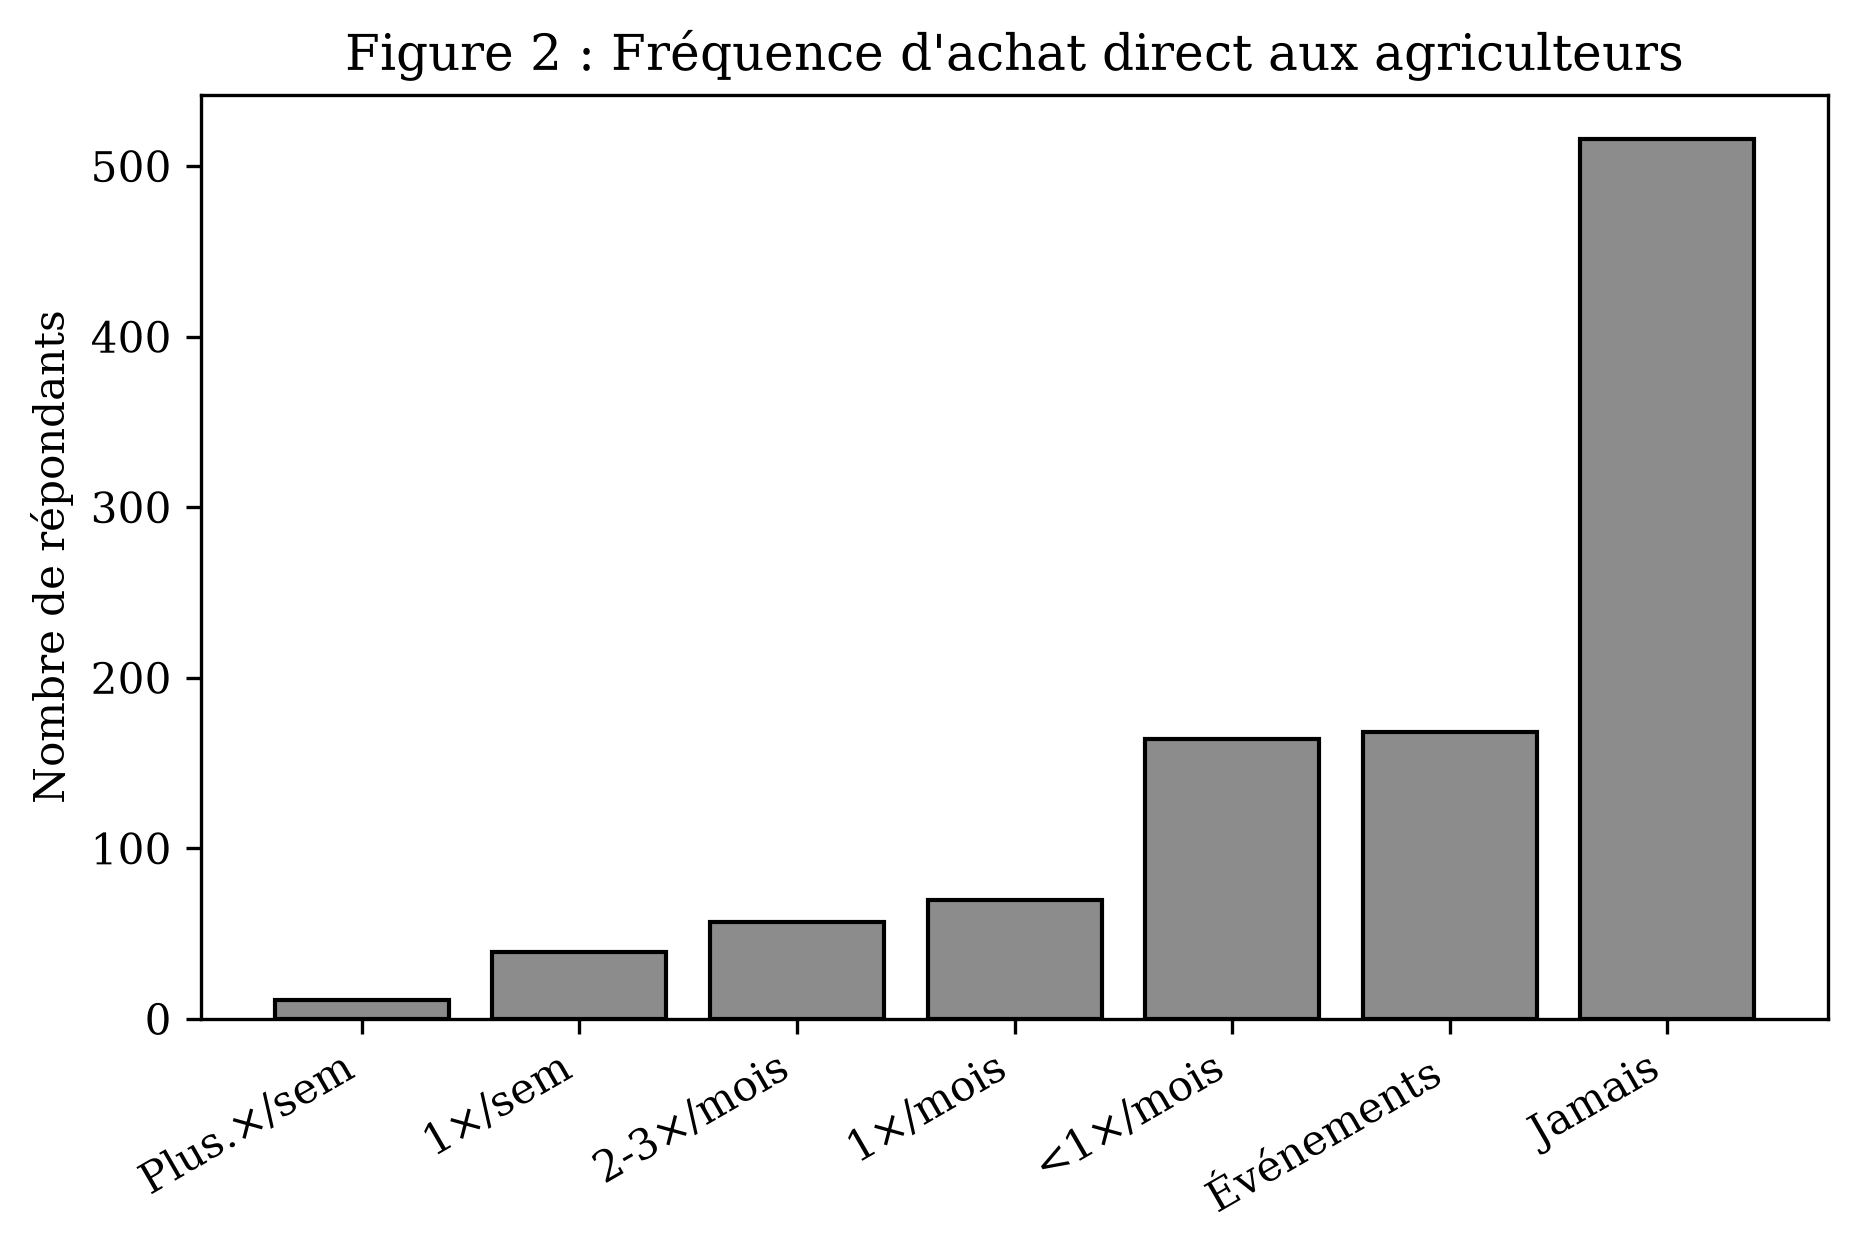 Figure 2 : Fréquence d'achat direct aux agriculteurs
Nombre de répondants
500
400
300
200
100
0
Plus.×/sem
1×/sem
2-3×/mois
1×/mois
<1×/mois
Événements
Jamais